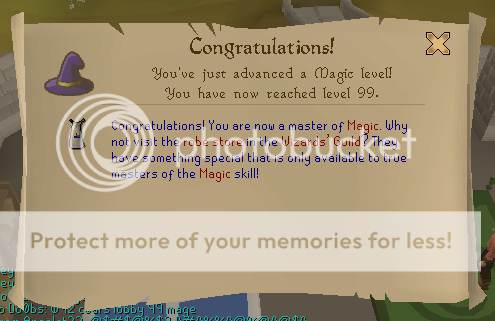 Congratulations!
You've just advanced a Magic level!
You have now reached level 99.
Congratulations! You are now a master of Magic. Why
not visit the robe store in the Wizards' Guild? They
have something special that is only available to true
masters of the Magic skill!
photobucket
Protect more of your memories for less!